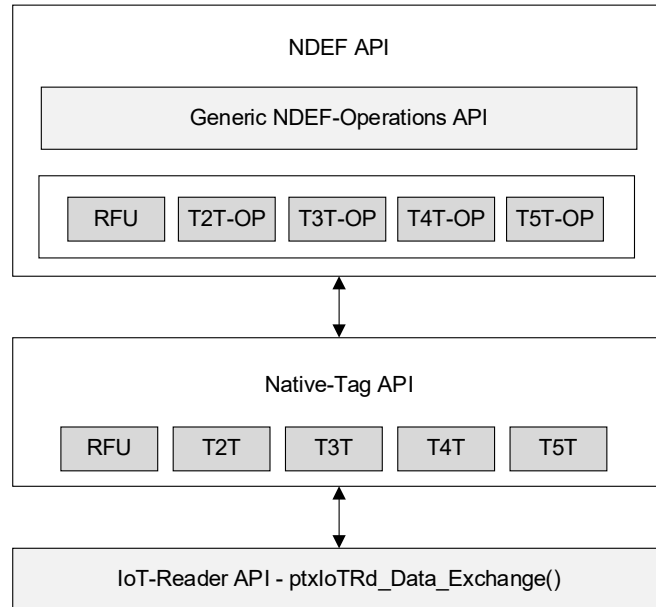 NDEF API
Generic NDEF-Operations API
RFU T2T-OP T3T-OP T4T-OP T5T-OP
Native-Tag API
RFU T2T T3T T4T T5T
IoT-Reader API - ptxIoTRd_Data_Exchange()